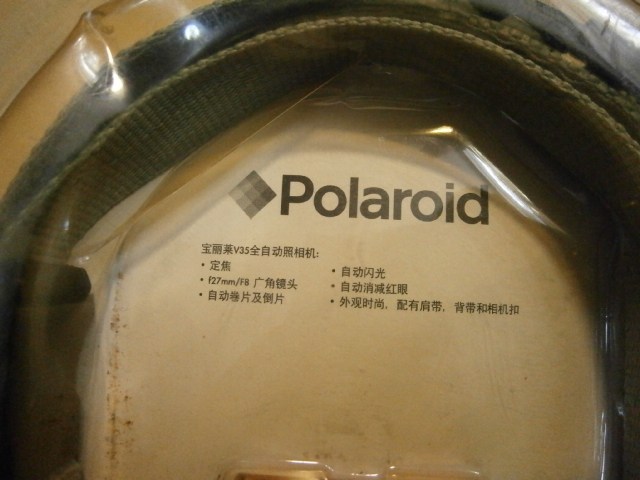 Polaroid
宝丽莱V35全自动照相机:
• 定焦
• f27mm/F8 广角镜头
• 自动卷片及倒片
• 自动闪光
• 自动消减红眼
• 外观时尚, 配有肩带, 背带和相机扣